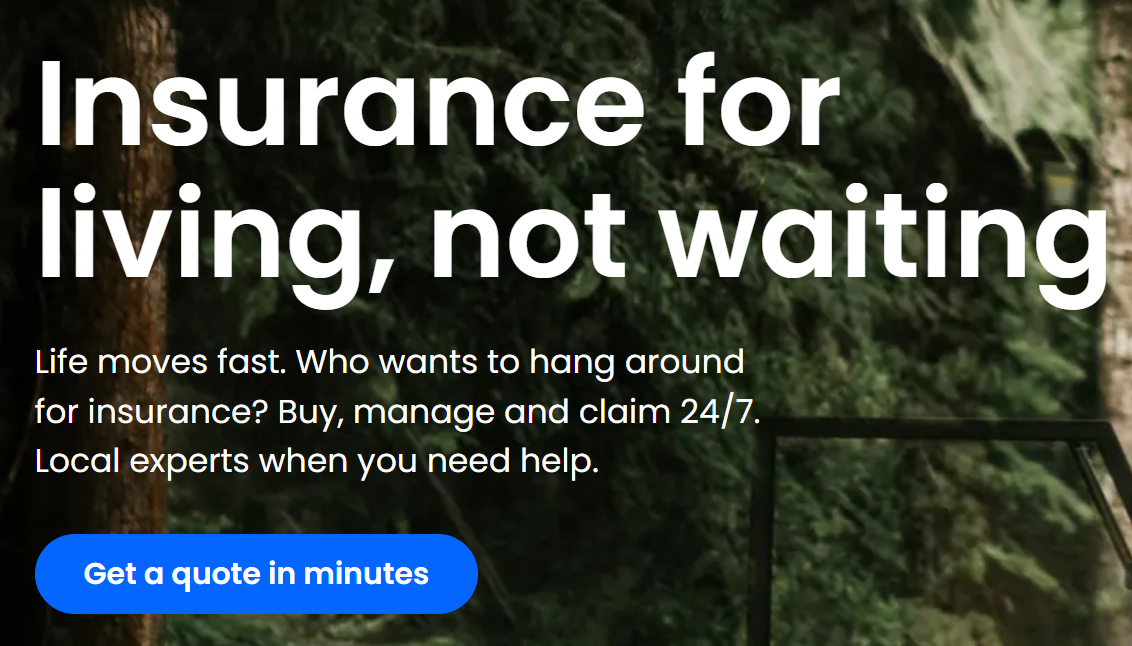 Insurance for
living, not waiting
Life moves fast. Who wants to hang around
for insurance? Buy, manage and claim 24/7.
Local experts when you need help.
Get a quote in minutes